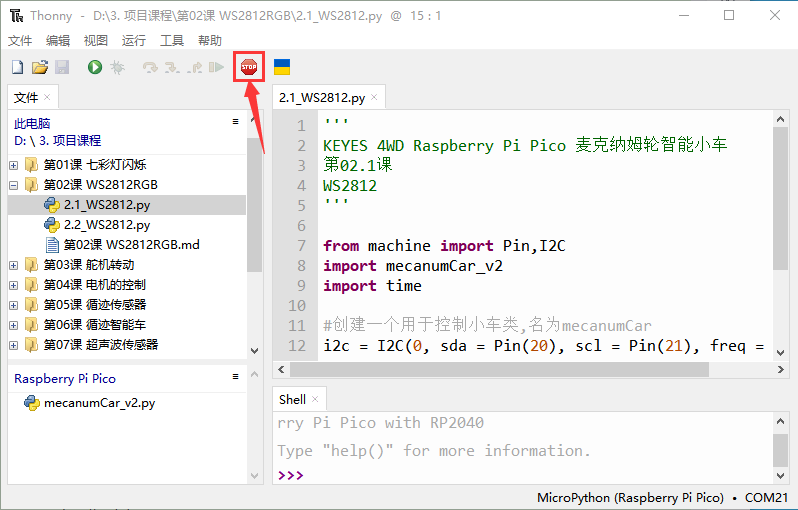 Thonny - D:\3. 项目课程\第02课 WS2812RGB\2.1_WS2812.py @ 15 : 1
文件 编辑 视图 运行 工具 帮助
STOP
文件 ×
此电脑
D: \ 3. 项目课程
第01课 七彩灯闪烁
第02课 WS2812RGB
2.1_WS2812.py
2.2_WS2812.py
第02课 WS2812RGB.md
第03课 舵机转动
第04课 电机的控制
第05课 循迹传感器
第06课 循迹智能车
第07课 超声波传感器
Raspberry Pi Pico
mecanumCar_v2.py
2.1_WS2812.py ×
1 '''
2 KEYES 4WD Raspberry Pi Pico 麦克纳姆轮智能小车
3 第02.1课
4 WS2812
5 '''
6
7 from machine import Pin,I2C
8 import mecanumCar_v2
9 import time
10
11 #创建一个用于控制小车类,名为mecanumCar
12 i2c = I2C(0, sda = Pin(20), scl = Pin(21), freq =
Shell ×
rry Pi Pico with RP2040
Type "help()" for more information.
>>>
MicroPython (Raspberry Pi Pico) • COM21